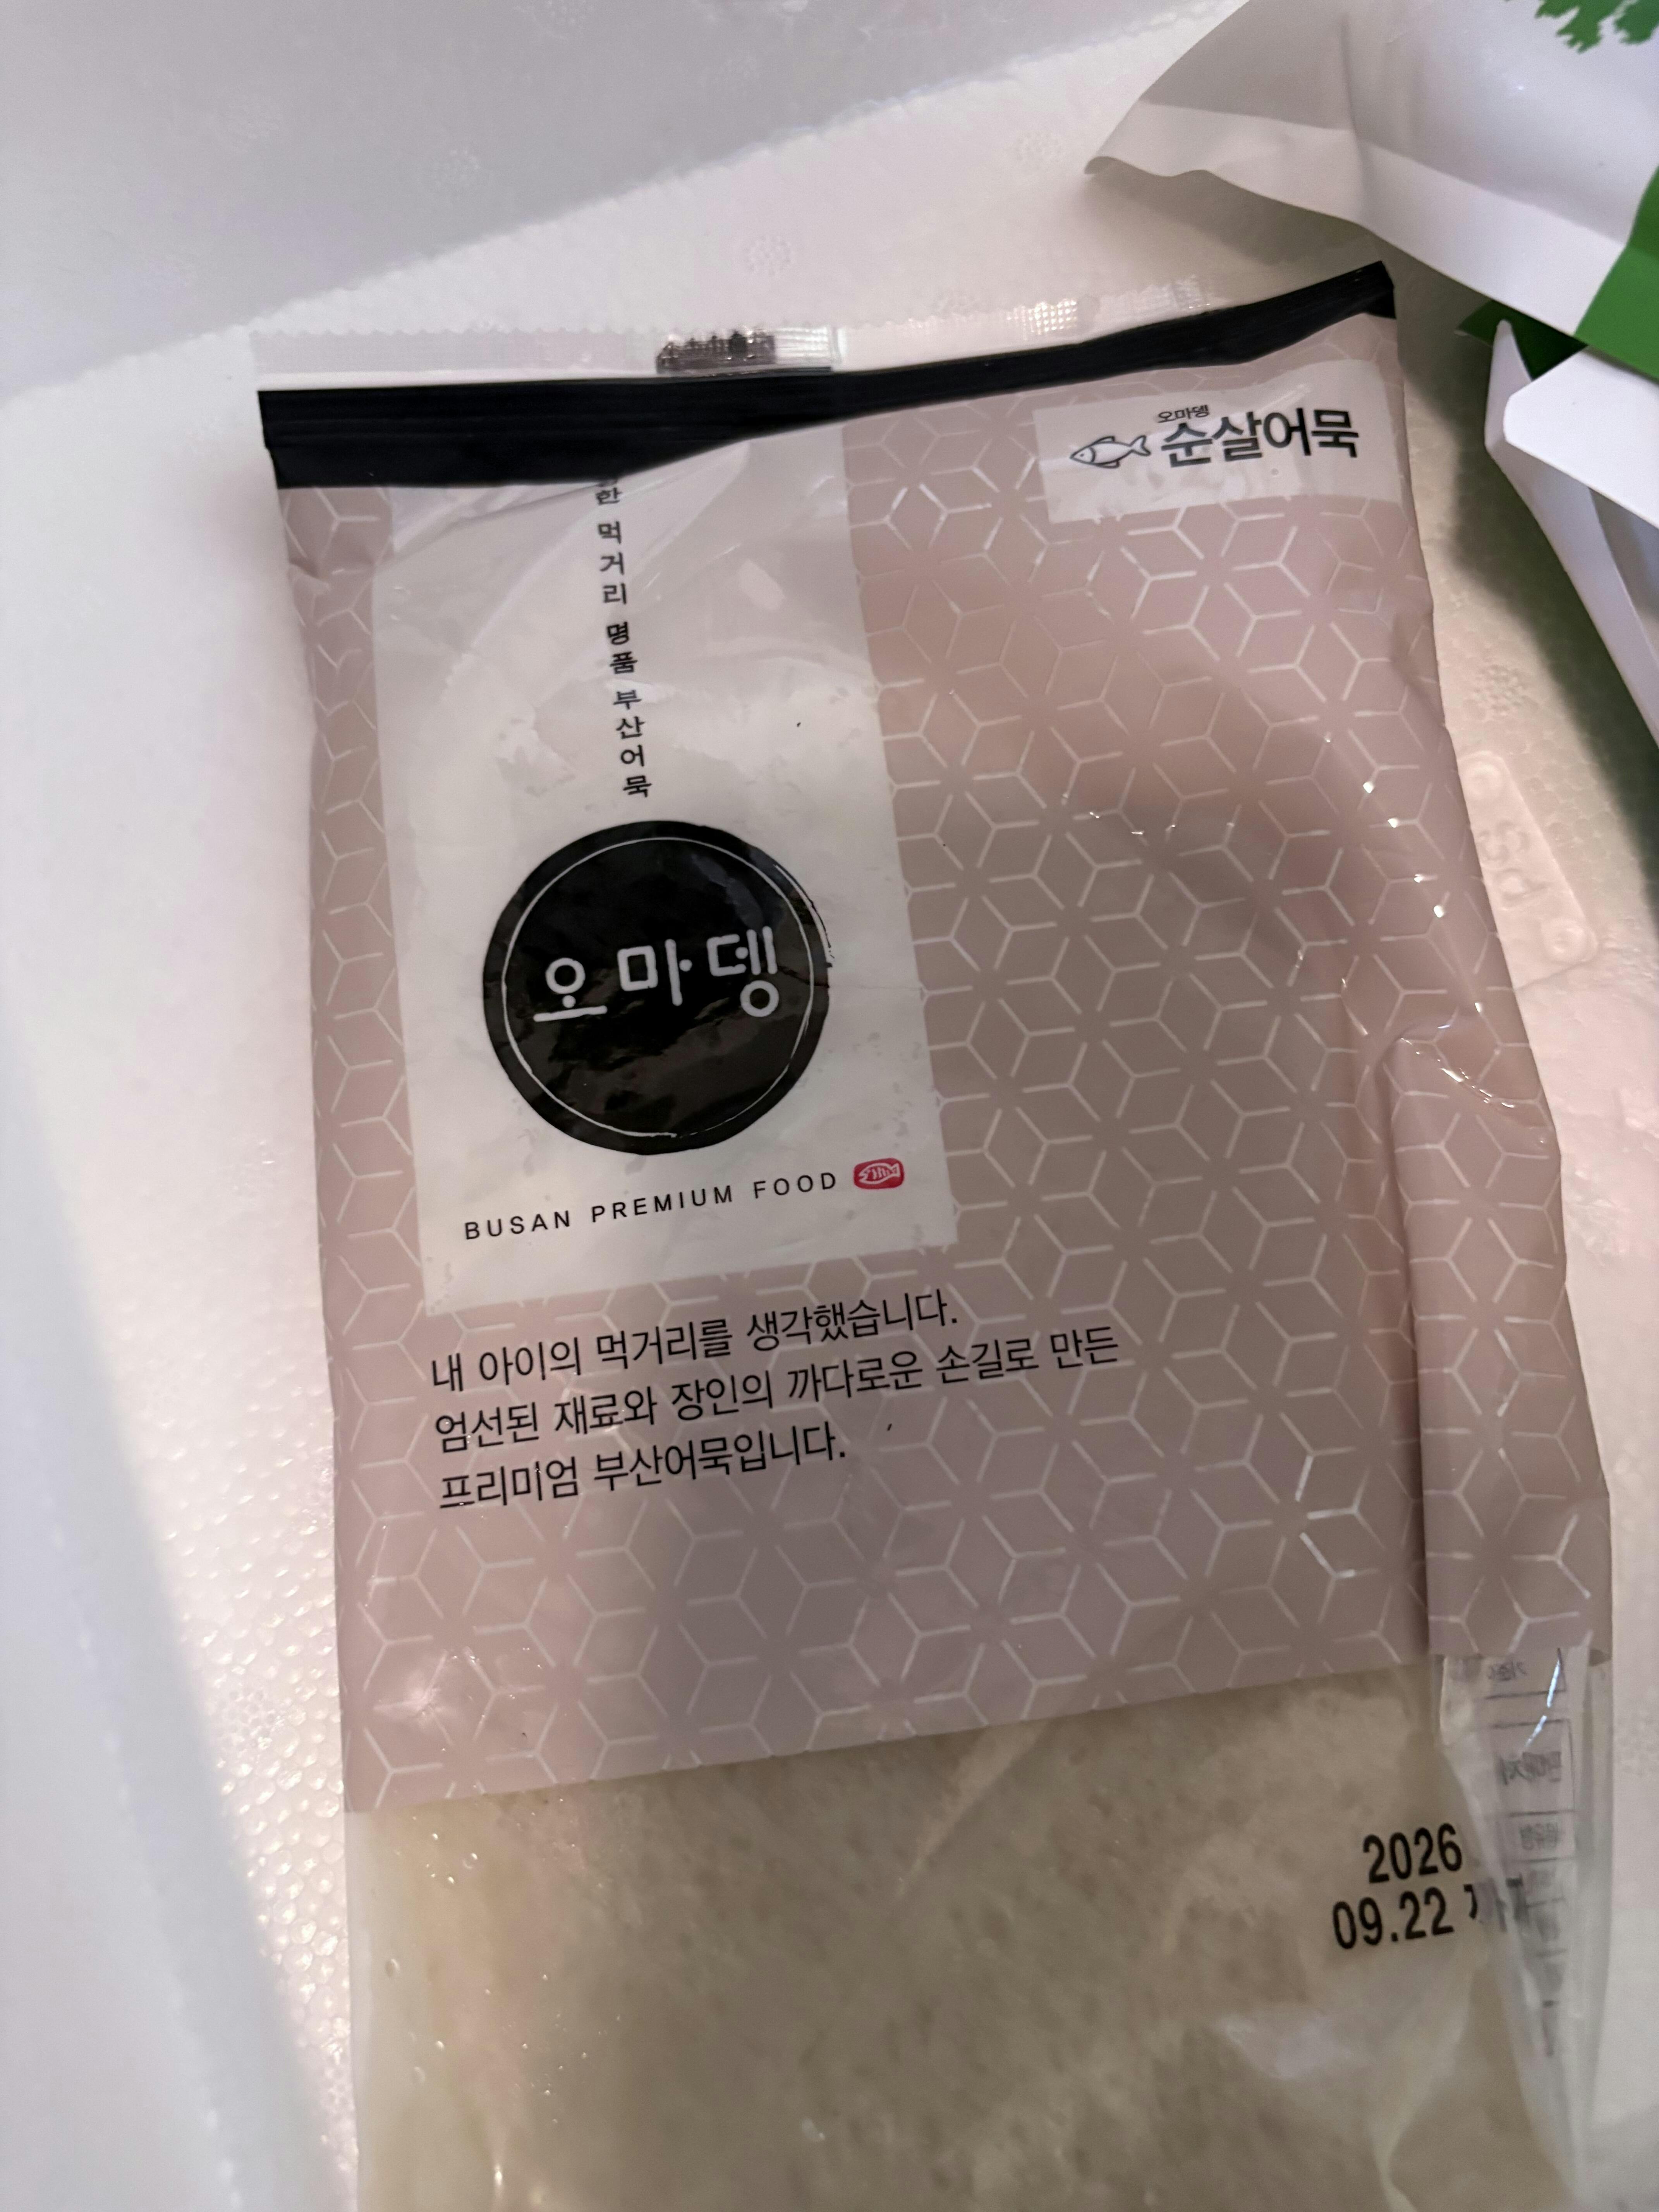 오마뎅
순살어묵
한 먹거리 명품 부산어묵
오마뎅
BUSAN PREMIUM FOOD
내 아이의 먹거리를 생각했습니다.
엄선된 재료와 장인의 까다로운 손길로 만든
프리미엄 부산어묵입니다.
2026
09.22